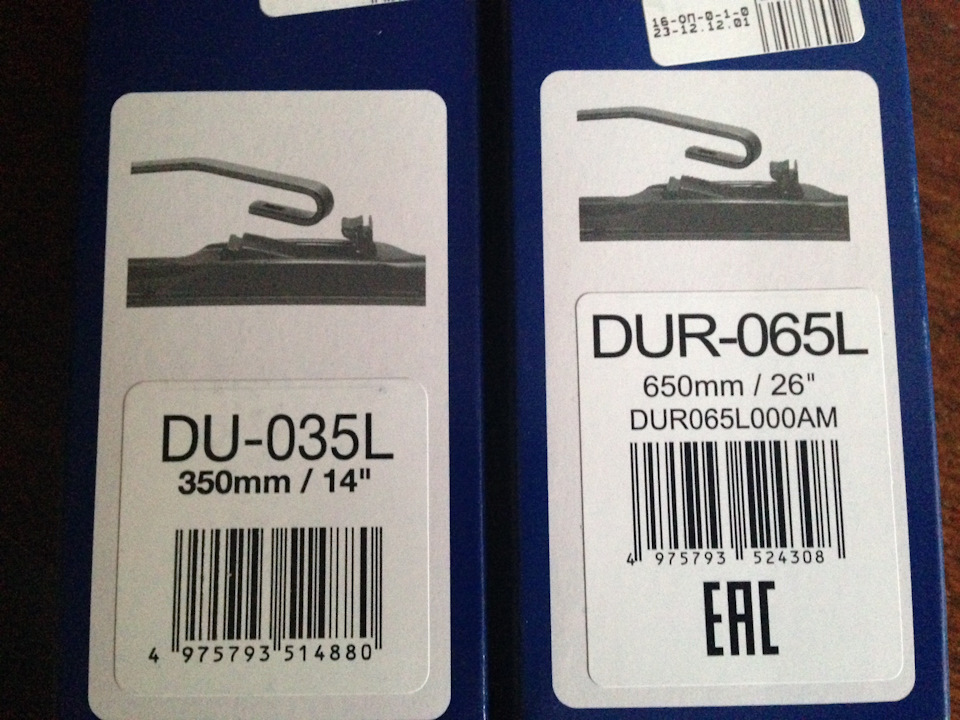 16-ОП-0-1-0
23-12.12.01
DU-035L
350mm / 14"
4 975793 514880
DUR-065L
650mm / 26"
DUR065L000AM
4 975793 524308
EAC